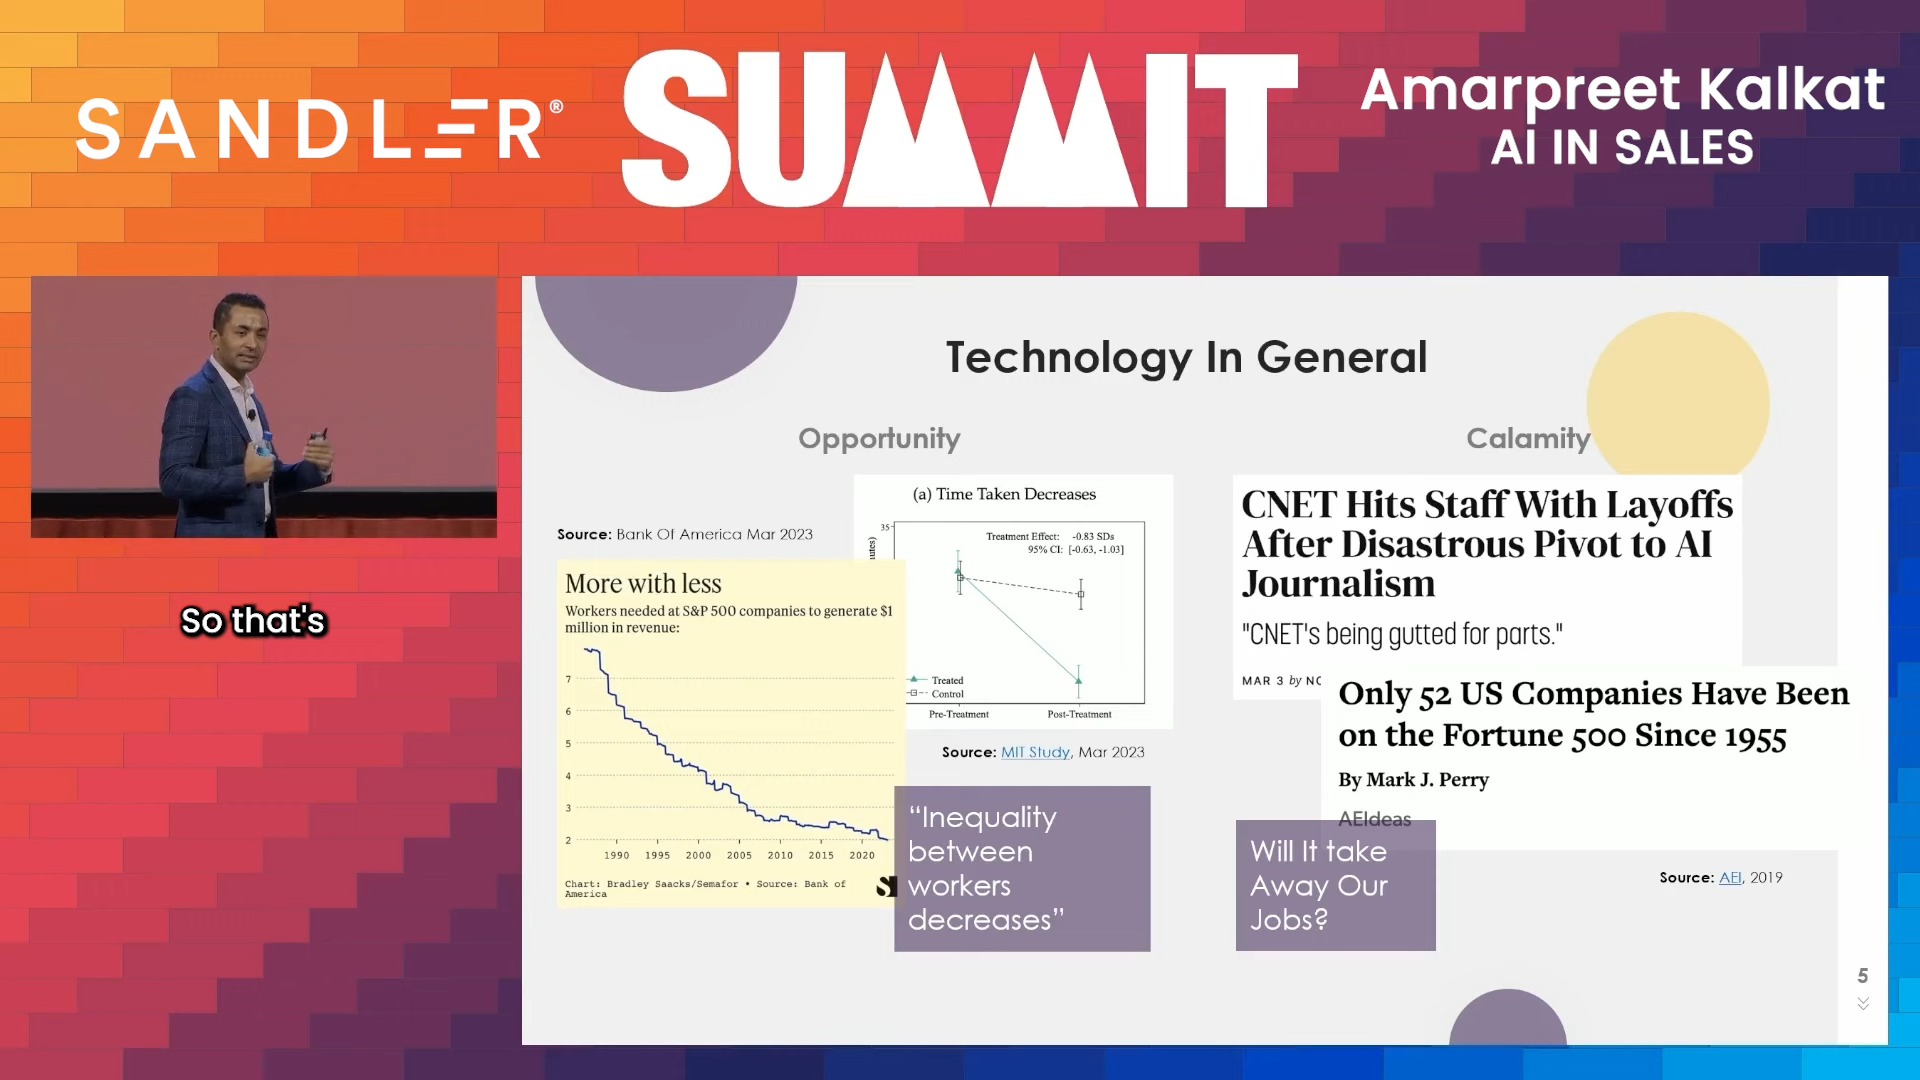 SANDLER®
SUMMIT
Amarpreet Kalkat
AI IN SALES
So that's
Technology In General
Opportunity
Source: Bank Of America Mar 2023
More with less
Workers needed at S&P 500 companies to generate $1
million in revenue:
7
6
5
4
3
2
1990 1995 2000 2005 2010 2015 2020
Chart: Bradley Saacks/Semafor • Source: Bank of
America
(a) Time Taken Decreases
35
Treatment Effect: -0.83 SDs
95% CI: [-0.63, -1.03]
Treated
Control
Pre-Treatment Post-Treatment
Source: MIT Study, Mar 2023
“Inequality
between
workers
decreases”
Calamity
CNET Hits Staff With Layoffs
After Disastrous Pivot to AI
Journalism
"CNET's being gutted for parts."
MAR 3 by
Only 52 US Companies Have Been
on the Fortune 500 Since 1955
By Mark J. Perry
AEIdeas
Will It take
Away Our
Jobs?
Source: AEI, 2019
5